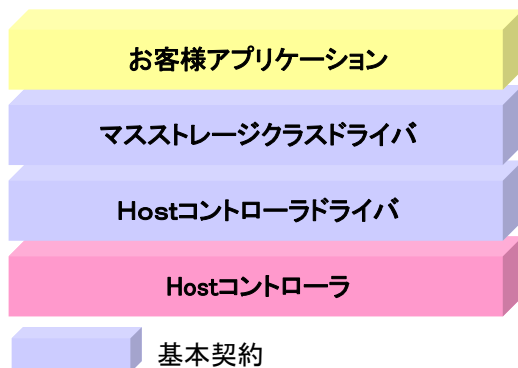 お客様アプリケーション
マスストレージクラスドライバ
Hostコントローラドライバ
Hostコントローラ
基本契約